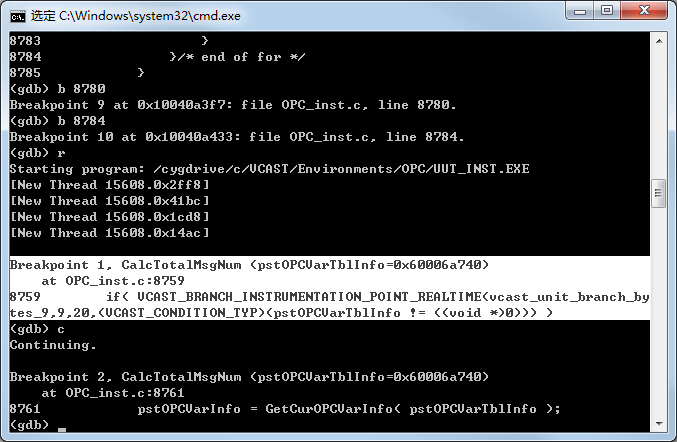 选定 C:\Windows\system32\cmd.exe
8783                    }
8784                }/* end of for */
8785            }
(gdb) b 8780
Breakpoint 9 at 0x10040a3f7: file OPC_inst.c, line 8780.
(gdb) b 8784
Breakpoint 10 at 0x10040a433: file OPC_inst.c, line 8784.
(gdb) r
Starting program: /cygdrive/c/VCAST/Environments/OPC/UUT_INST.EXE
[New Thread 15608.0x2ff8]
[New Thread 15608.0x41bc]
[New Thread 15608.0x1cd8]
[New Thread 15608.0x14ac]
Breakpoint 1, CalcTotalMsgNum (pstOPCVarTblInfo=0x60006a740)
    at OPC_inst.c:8759
8759        if( VCAST_BRANCH_INSTRUMENTATION_POINT_REALTIME(vcast_unit_branch_by
tes_9,9,20,(VCAST_CONDITION_TYP)(pstOPCVarTblInfo != ((void *)0))) )
(gdb) c
Continuing.
Breakpoint 2, CalcTotalMsgNum (pstOPCVarTblInfo=0x60006a740)
    at OPC_inst.c:8761
8761            pstOPCVarInfo = GetCurOPCVarInfo( pstOPCVarTblInfo );
(gdb)